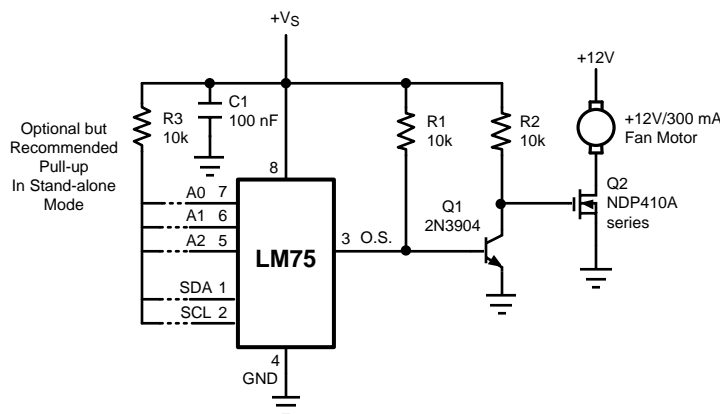 +VS
+12V
C1
100 nF
R3
10k
R1
10k
R2
10k
+12V/300 mA
Fan Motor
Optional but
Recommended
Pull-up
In Stand-alone
Mode
8
Q2
NDP410A
series
A0 7
A1 6
A2 5
Q1
2N3904
3 O.S.
LM75
SDA 1
SCL 2
4
GND